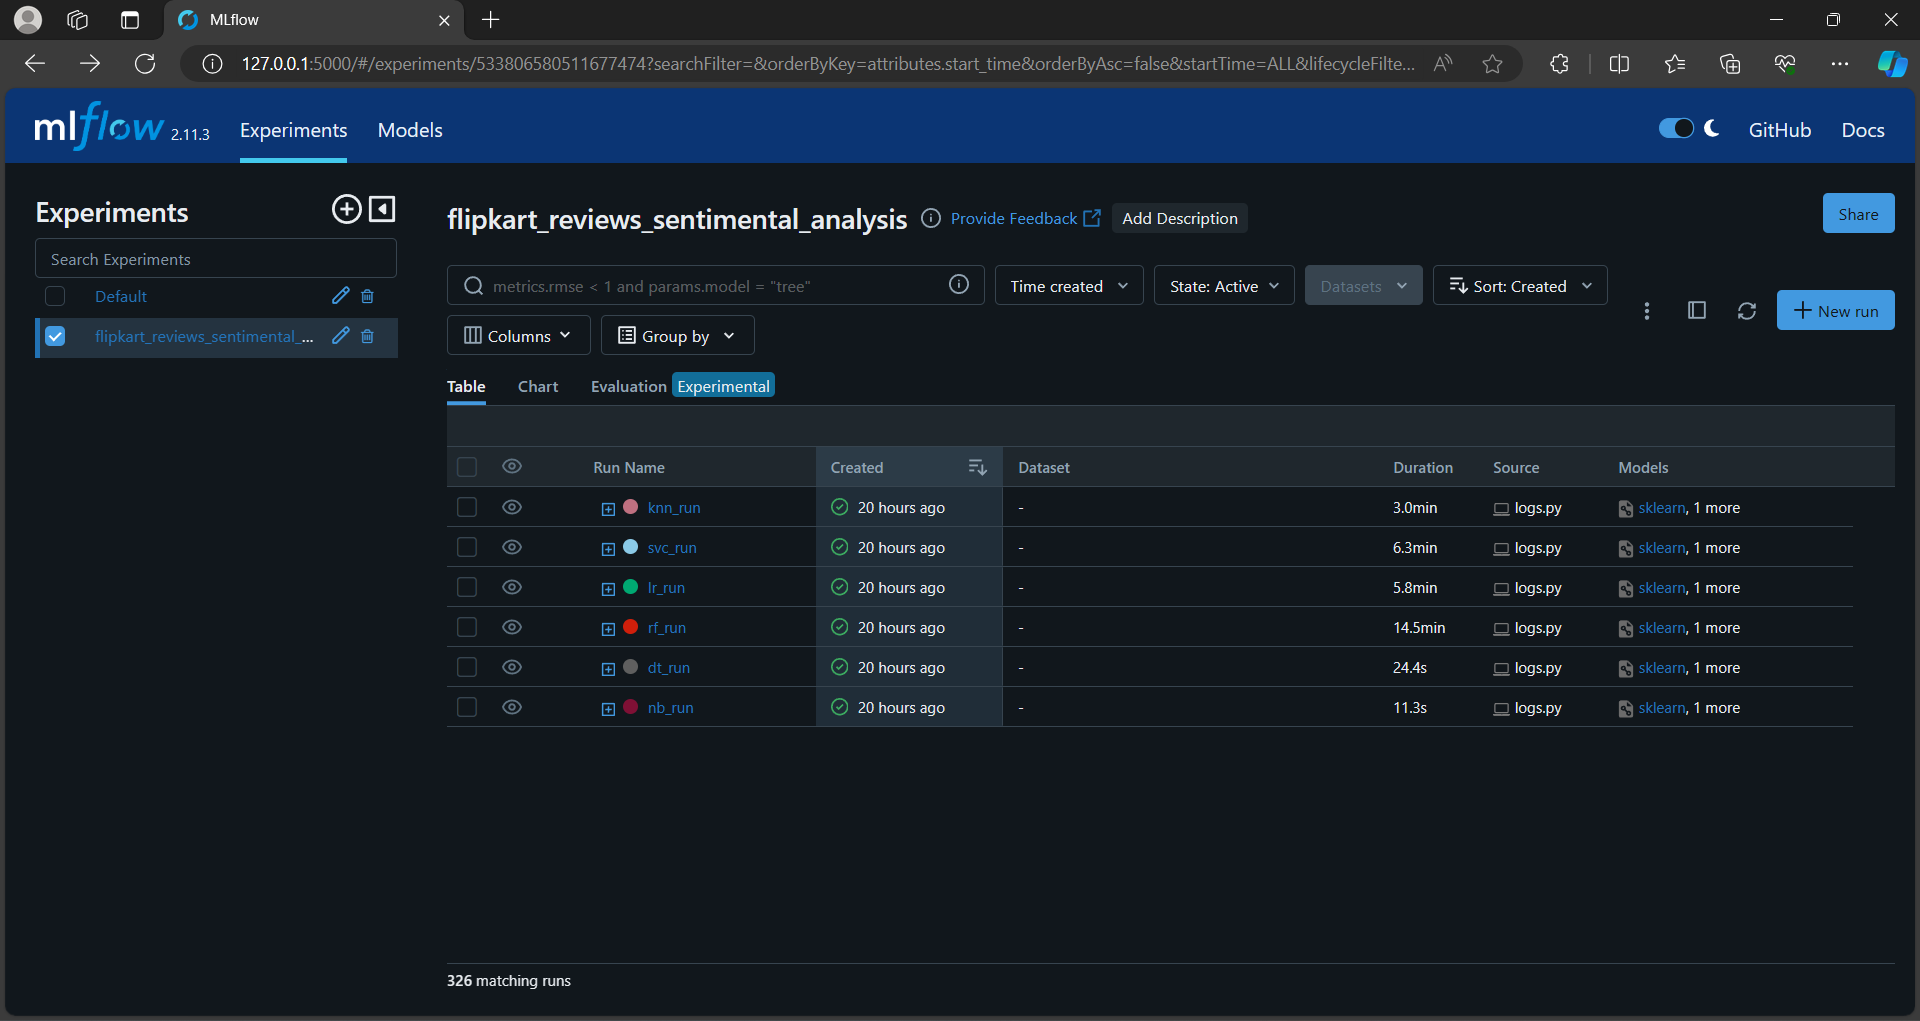 MLflow
127.0.0.1:5000/#/experiments/533806580511677474?searchFilter=&orderByKey=attributes.start_time&orderByAsc=false&startTime=ALL&lifecycleFilte...
mlflow 2.11.3 Experiments Models GitHub Docs
Experiments
Search Experiments
Default
flipkart_reviews_sentimental_...
flipkart_reviews_sentimental_analysis Provide Feedback Add Description Share
metrics.rmse < 1 and params.model = "tree" Time created State: Active Datasets Sort: Created
Columns Group by New run
Table Chart Evaluation Experimental
Run Name Created Dataset Duration Source Models
knn_run 20 hours ago - 3.0min logs.py sklearn, 1 more
svc_run 20 hours ago - 6.3min logs.py sklearn, 1 more
lr_run 20 hours ago - 5.8min logs.py sklearn, 1 more
rf_run 20 hours ago - 14.5min logs.py sklearn, 1 more
dt_run 20 hours ago - 24.4s logs.py sklearn, 1 more
nb_run 20 hours ago - 11.3s logs.py sklearn, 1 more
326 matching runs